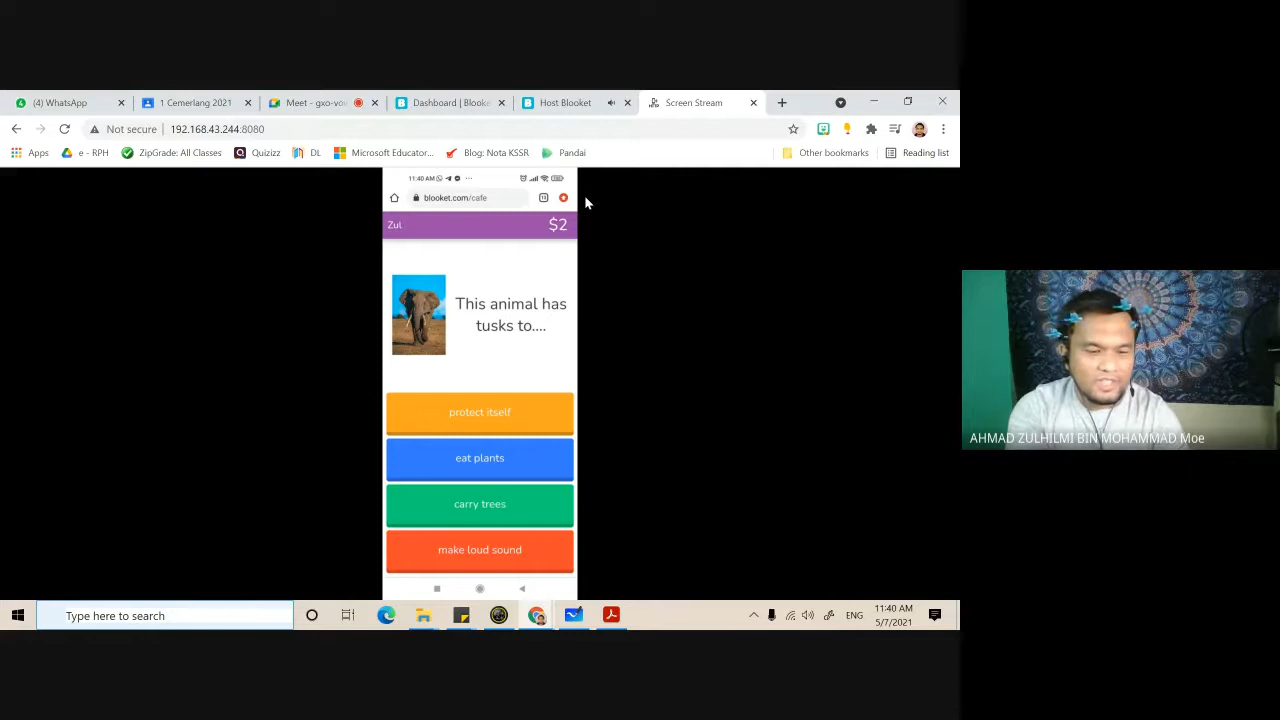 (4) WhatsApp
1 Cemerlang 2021
Meet - gxo-vow
Dashboard | Blooke
Host Blooket
Screen Stream
Not secure
192.168.43.244:8080
Apps
e - RPH
ZipGrade: All Classes
Quizizz
DL
Microsoft Educator...
Blog: Nota KSSR
Pandai
Other bookmarks
Reading list
11:40 AM
blooket.com/cafe
Zul
$2
This animal has
tusks to....
protect itself
eat plants
carry trees
make loud sound
AHMAD ZULHILMI BIN MOHAMMAD Moe
Type here to search
ENG
11:40 AM
5/7/2021